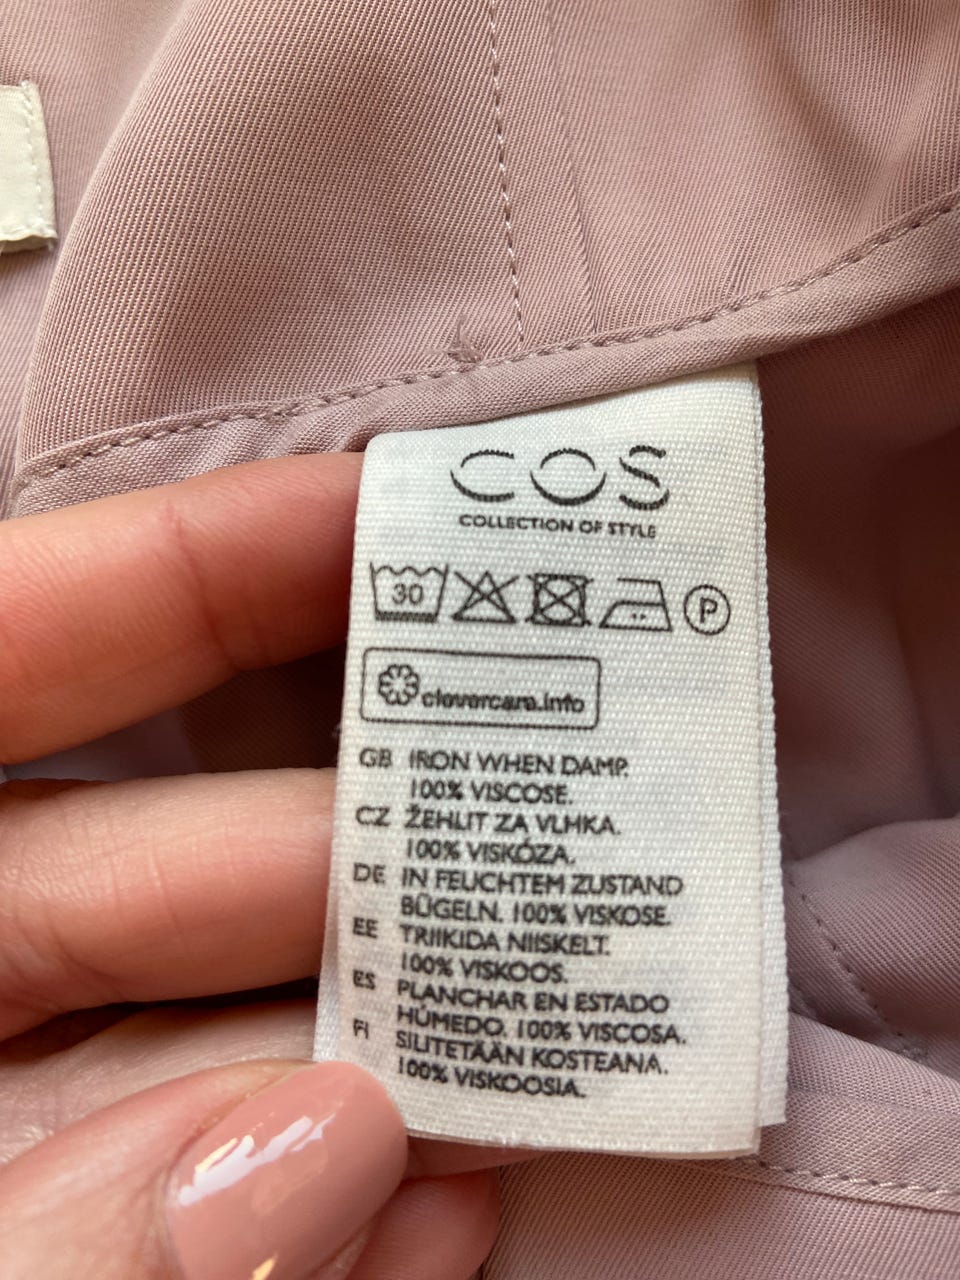 COS
COLLECTION OF STYLE
30
P
clevercare.info
GB IRON WHEN DAMP.
100% VISCOSE.
CZ ŽEHLIT ZA VLHKA.
100% VISKÓZA.
DE IN FEUCHTEM ZUSTAND
BÜGELN. 100% VISKOSE.
EE TRIIKIDA NIISKELT.
100% VISKOOS.
ES PLANCHAR EN ESTADO
HÚMEDO. 100% VISCOSA.
FI SILITETÄÄN KOSTEANA.
100% VISKOOSIA.